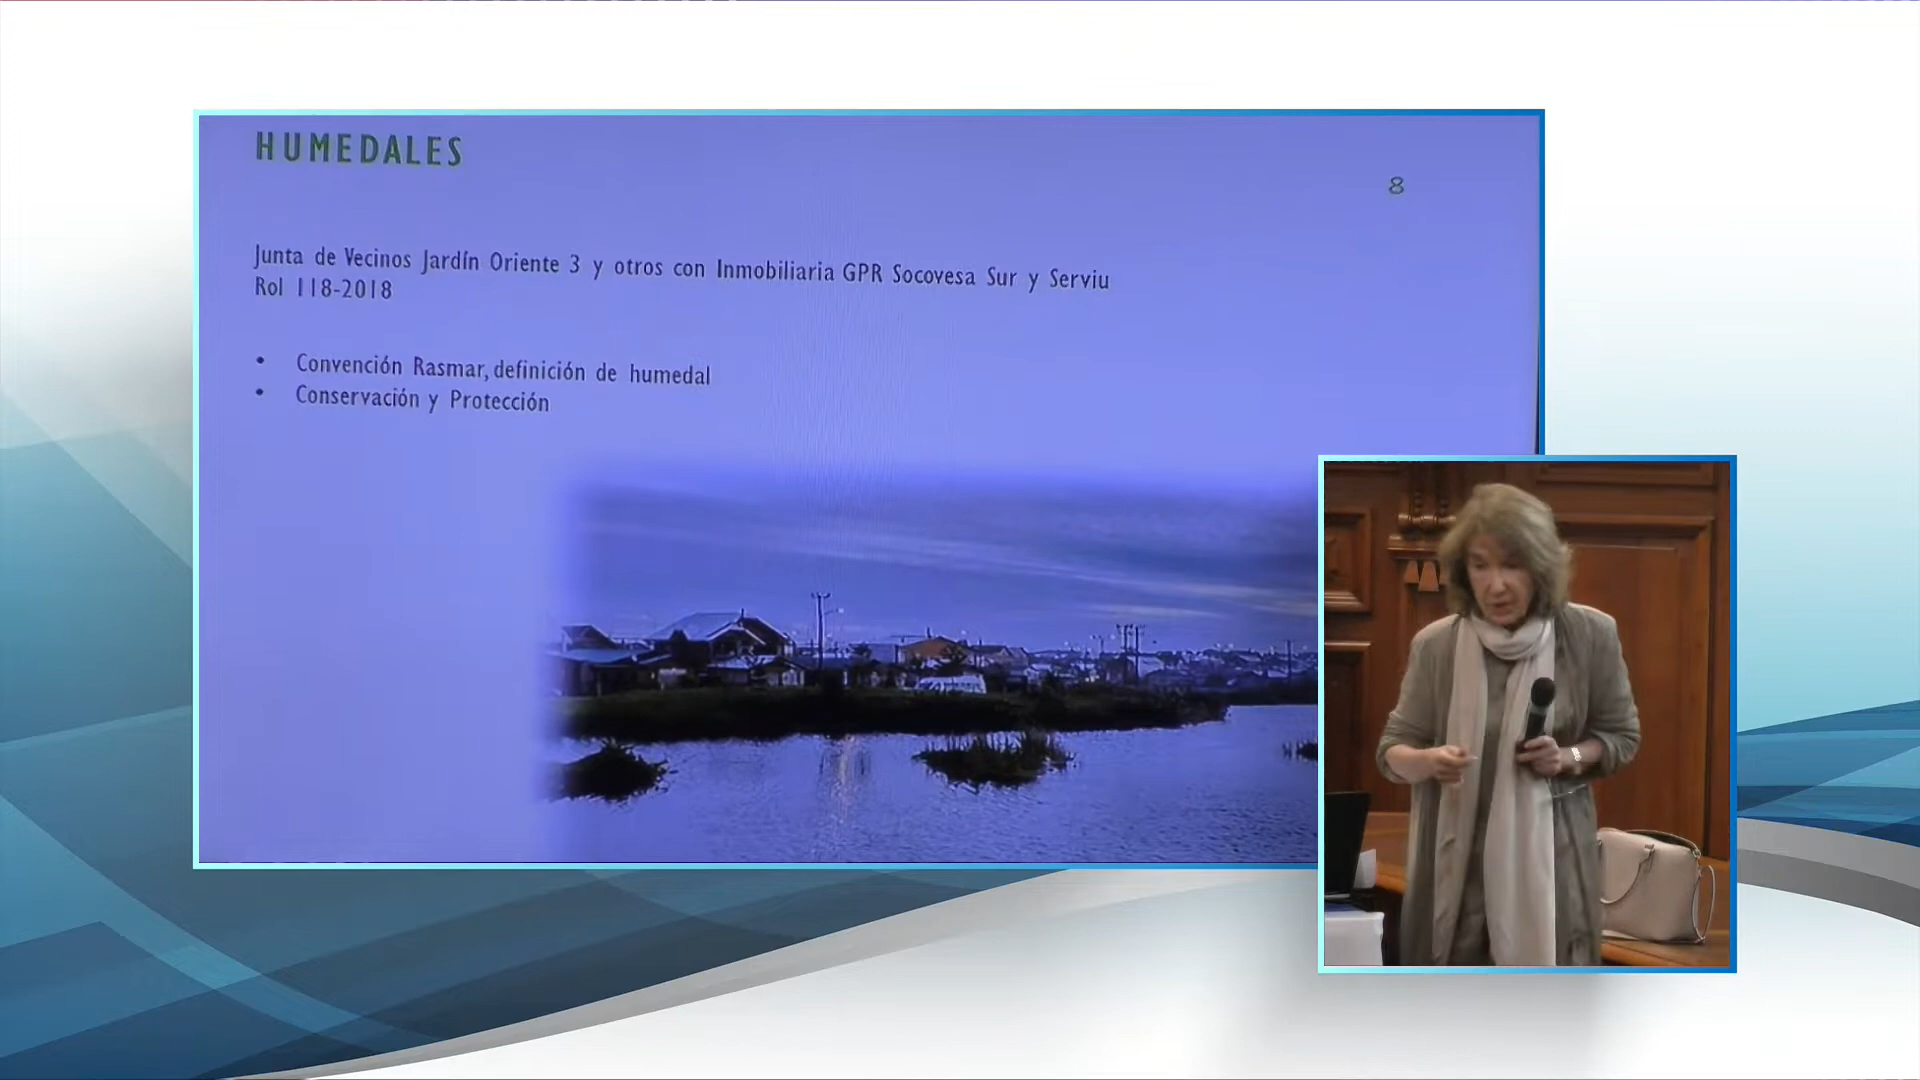 HUMEDALES
8
Junta de Vecinos Jardín Oriente 3 y otros con Inmobiliaria GPR Socovesa Sur y Serviu
Rol 118-2018
• Convención Rasmar, definición de humedal
• Conservación y Protección